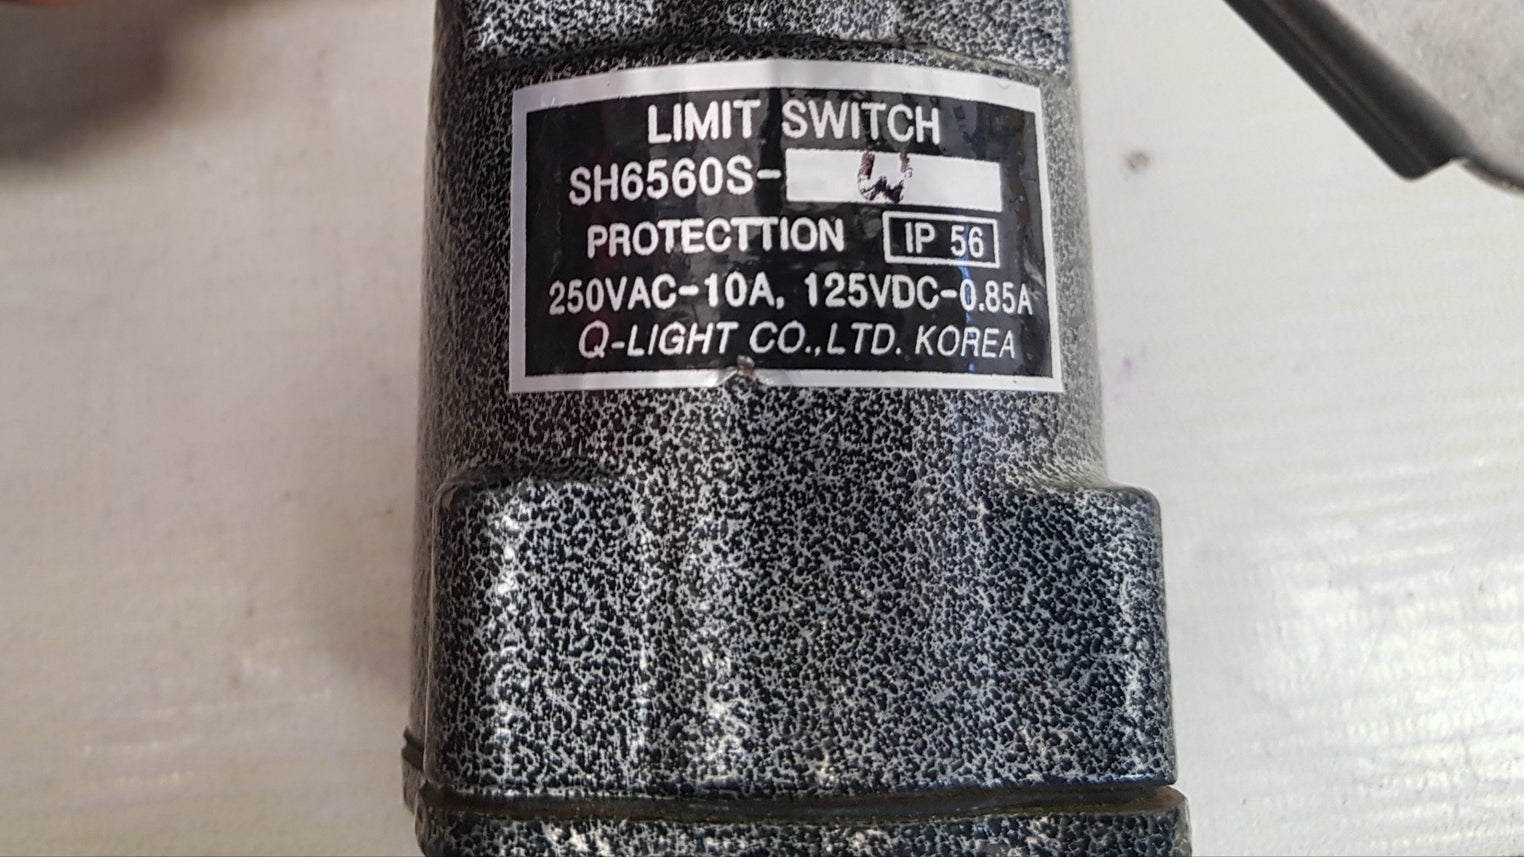 LIMIT SWITCH
SH6560S-W
PROTECTTION IP 56
250VAC-10A, 125VDC-0.85A
Q-LIGHT CO.,LTD. KOREA